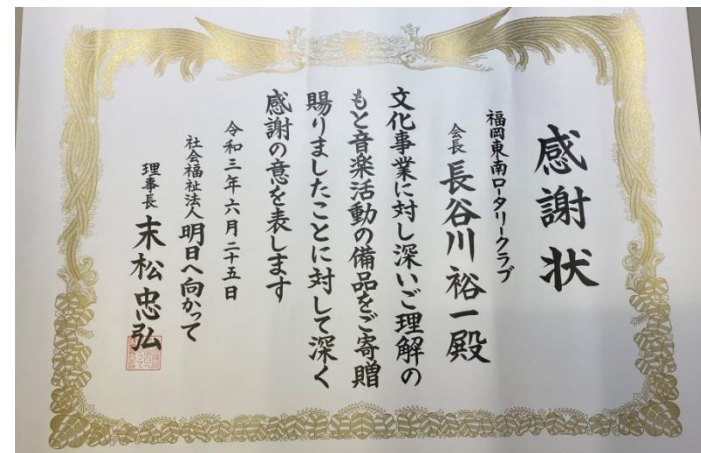 感謝状
福岡東南ロータリークラブ
会長 長谷川裕一殿
文化事業に対し深いご理解の
もと音楽活動の備品をご寄贈
賜りましたことに対して深く
感謝の意を表します
令和三年六月二十五日
社会福祉法人明日へ向かって
理事長 末松忠弘